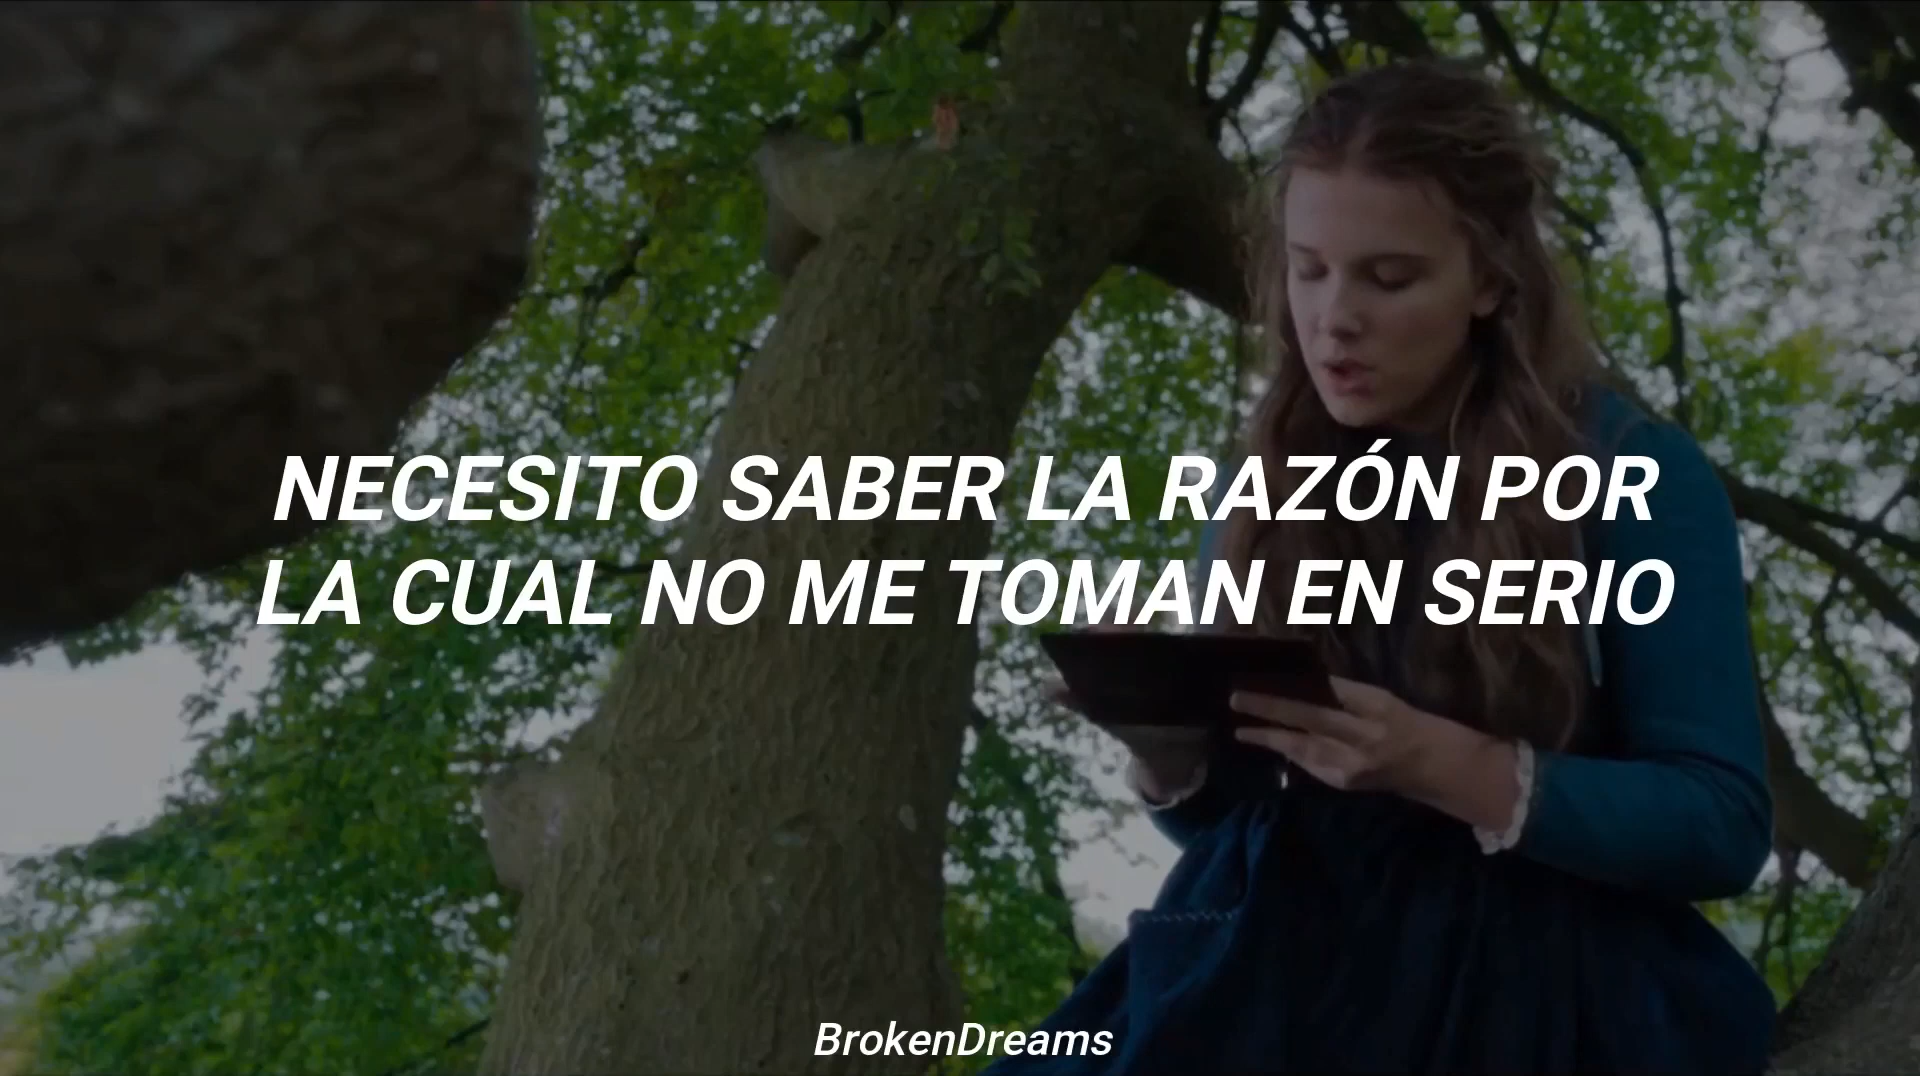 NECESITO SABER LA RAZÓN POR
LA CUAL NO ME TOMAN EN SERIO
BrokenDreams